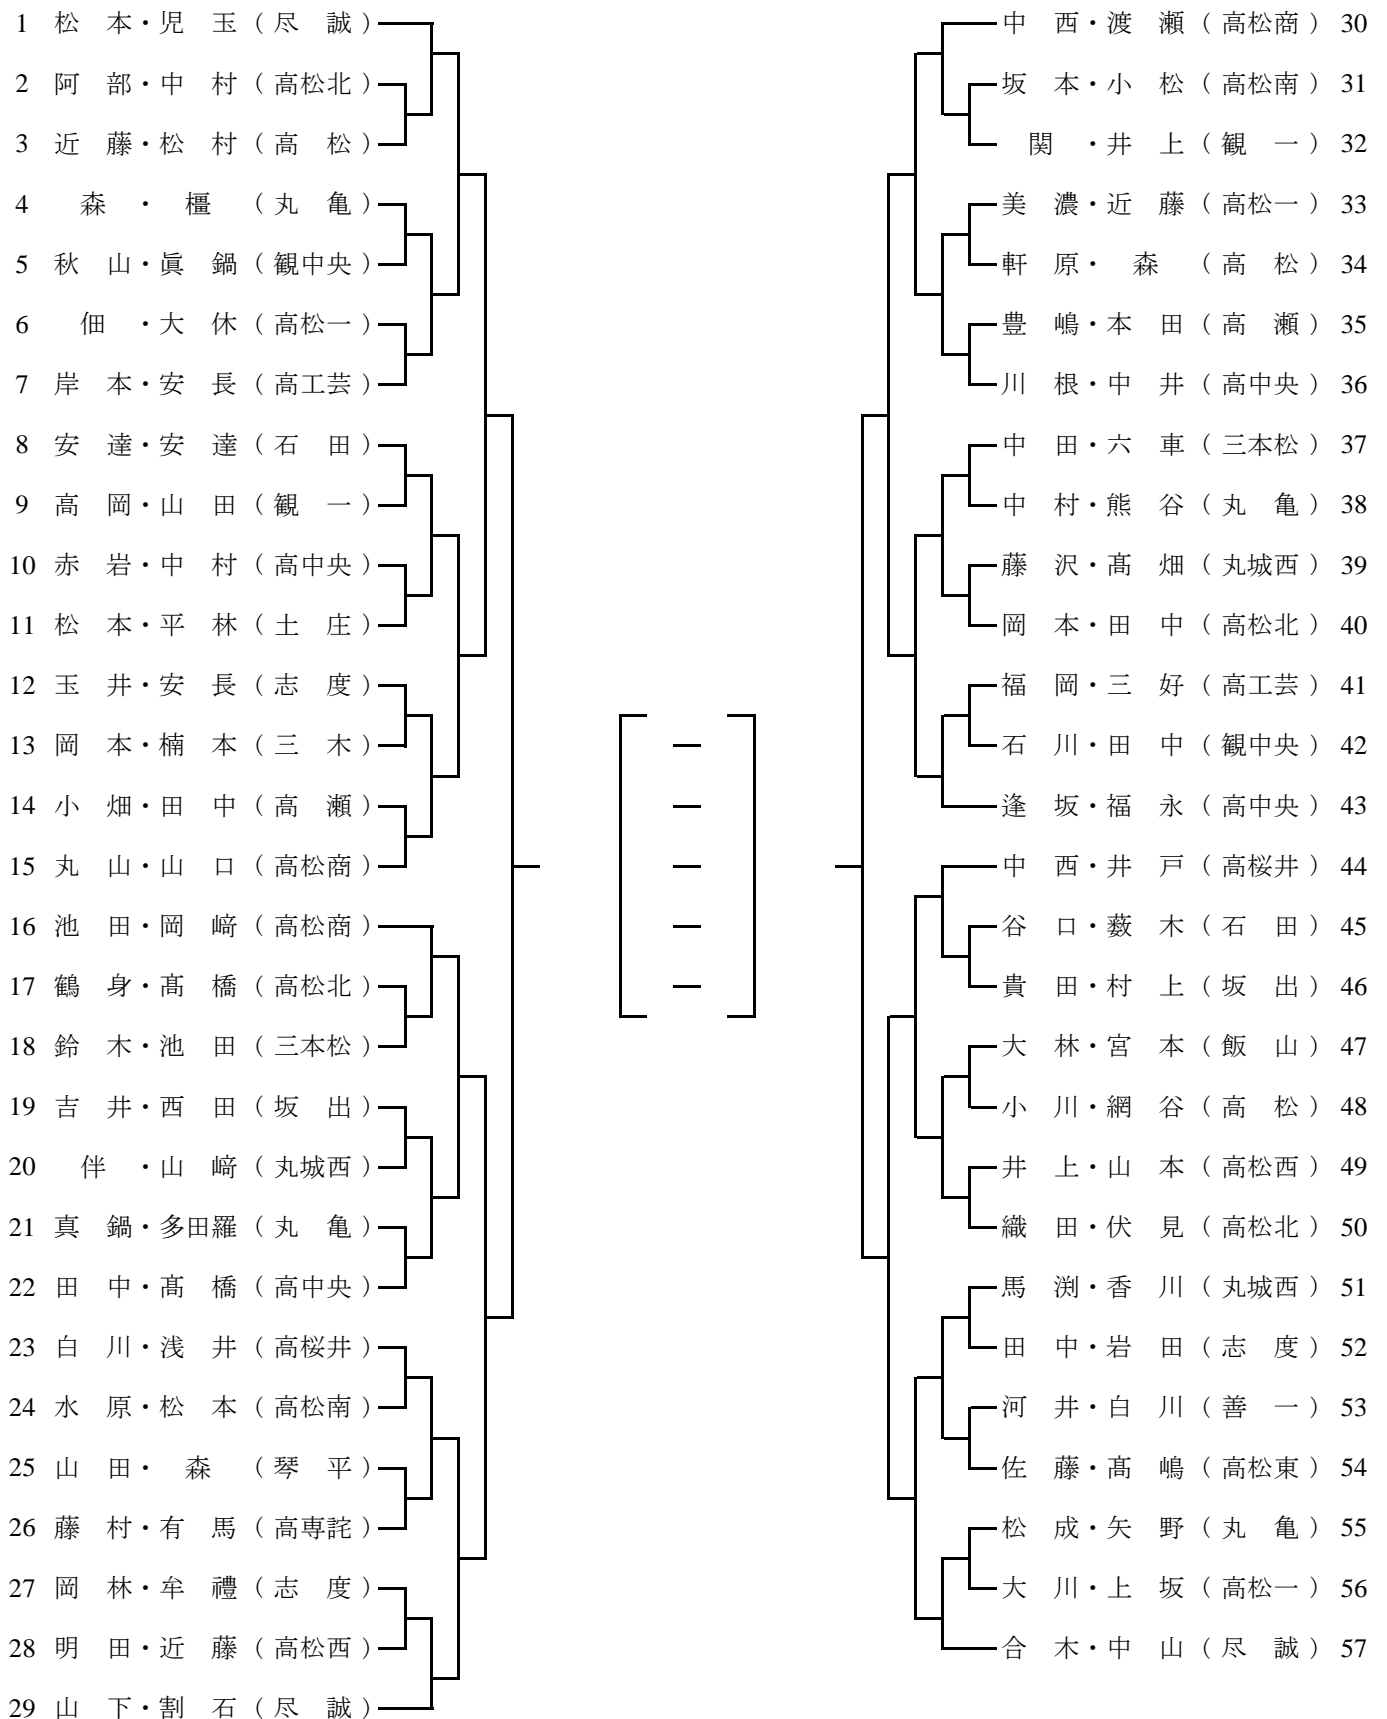 1 松　本・児　玉（尽　誠）
2 阿　部・中　村（高松北）
3 近　藤・松　村（高　松）
4 　森　・　橿　（丸　亀）
5 秋　山・眞　鍋（観中央）
6 　佃　・大　休（高松一）
7 岸　本・安　長（高工芸）
8 安　達・安　達（石　田）
9 高　岡・山　田（観　一）
10 赤　岩・中　村（高中央）
11 松　本・平　林（土　庄）
12 玉　井・安　長（志　度）
13 岡　本・楠　本（三　木）
14 小　畑・田　中（高　瀬）
15 丸　山・山　口（高松商）
16 池　田・岡　﨑（高松商）
17 鶴　身・髙　橋（高松北）
18 鈴　木・池　田（三本松）
19 吉　井・西　田（坂　出）
20 　伴　・山　﨑（丸城西）
21 真　鍋・多田羅（丸　亀）
22 田　中・髙　橋（高中央）
23 白　川・浅　井（高桜井）
24 水　原・松　本（高松南）
25 山　田・　森　（琴　平）
26 藤　村・有　馬（高専詫）
27 岡　林・牟　禮（志　度）
28 明　田・近　藤（高松西）
29 山　下・割　石（尽　誠）
中　西・渡　瀬（高松商）30
坂　本・小　松（高松南）31
　関　・井　上（観　一）32
美　濃・近　藤（高松一）33
軒　原・　森　（高　松）34
豊　嶋・本　田（高　瀬）35
川　根・中　井（高中央）36
中　田・六　車（三本松）37
中　村・熊　谷（丸　亀）38
藤　沢・髙　畑（丸城西）39
岡　本・田　中（高松北）40
福　岡・三　好（高工芸）41
石　川・田　中（観中央）42
逢　坂・福　永（高中央）43
中　西・井　戸（高桜井）44
谷　口・薮　木（石　田）45
貴　田・村　上（坂　出）46
大　林・宮　本（飯　山）47
小　川・網　谷（高　松）48
井　上・山　本（高松西）49
織　田・伏　見（高松北）50
馬　渕・香　川（丸城西）51
田　中・岩　田（志　度）52
河　井・白　川（善　一）53
佐　藤・髙　嶋（高松東）54
松　成・矢　野（丸　亀）55
大　川・上　坂（高松一）56
合　木・中　山（尽　誠）57